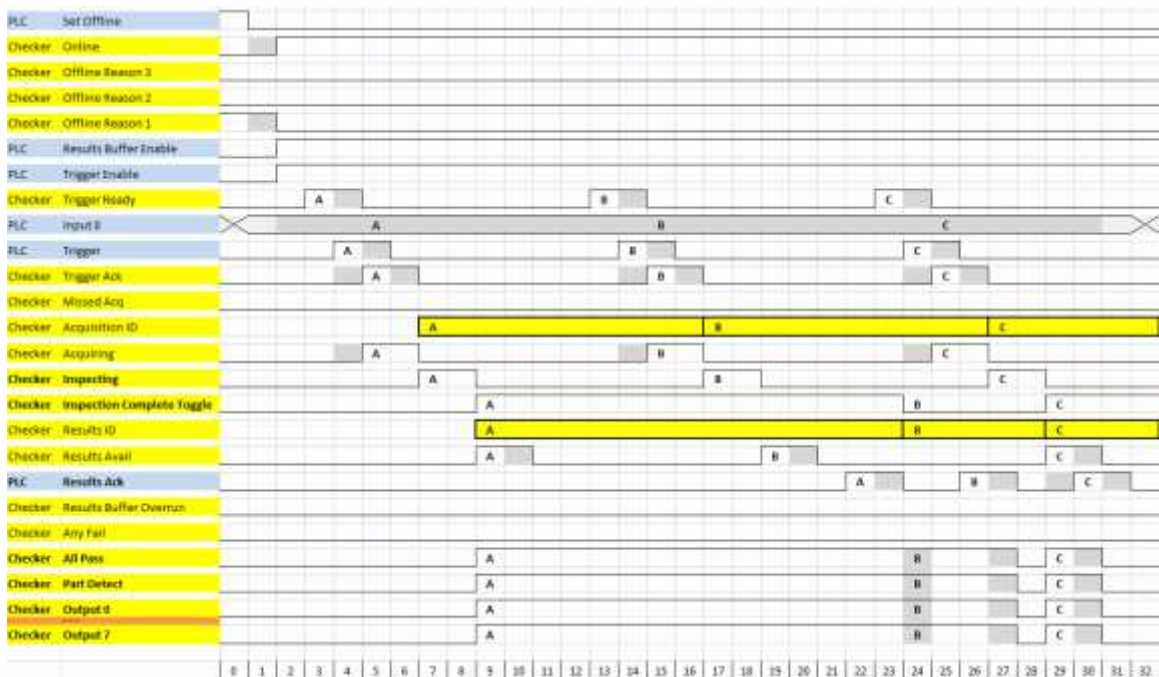 PLC Set Offline
Checker Online
Checker Offline Reason 3
Checker Offline Reason 2
Checker Offline Reason 1
PLC Results Buffer Enable
PLC Trigger Enable
Checker Trigger Ready A B C
PLC Input 0 A B C
PLC Trigger A B C
Checker Trigger Ack A B C
Checker Missed Acq
Checker Acquisition ID A B C
Checker Acquiring A B C
Checker Inspecting A B C
Checker Inspection Complete Toggle A B C
Checker Results ID A B C
Checker Results Avail A B C
PLC Results Ack A B C
Checker Results Buffer Overrun
Checker Any Fail
Checker All Pass A B C
Checker Part Detect A B C
Checker Output 0 A B C
Checker Output 7 A B C
0 1 2 3 4 5 6 7 8 9 10 11 12 13 14 15 16 17 18 19 20 21 22 23 24 25 26 27 28 29 30 31 32